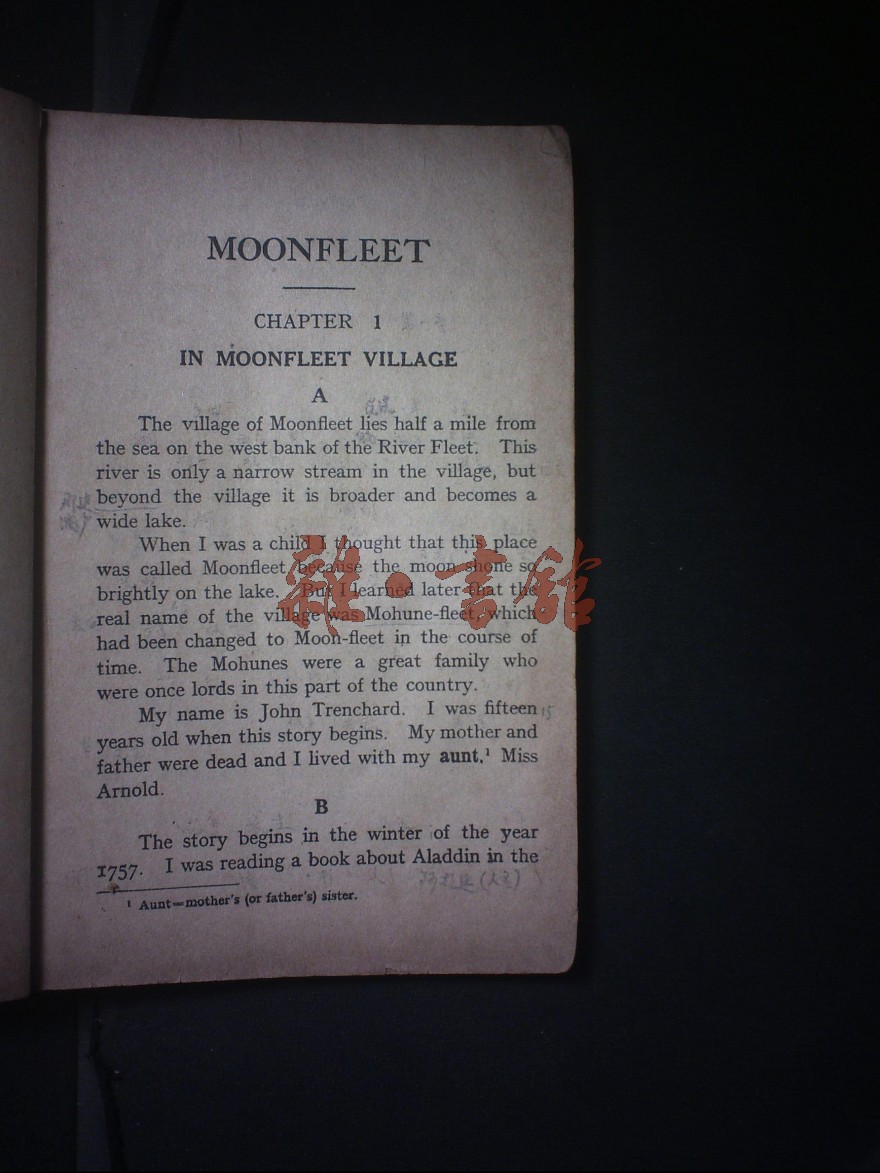 MOONFLEET
CHAPTER 1
IN MOONFLEET VILLAGE
A
The village of Moonfleet lies half a mile from
the sea on the west bank of the River Fleet. This
river is only a narrow stream in the village, but
beyond the village it is broader and becomes a
wide lake.
When I was a child I thought that this place
was called Moonfleet because the moon shone so
brightly on the lake. But I learned later that the
real name of the village was Mohune-fleet, which
had been changed to Moon-fleet in the course of
time. The Mohunes were a great family who
were once lords in this part of the country.
My name is John Trenchard. I was fifteen 15
years old when this story begins. My mother and
father were dead and I lived with my aunt,¹ Miss
Arnold.
B
The story begins in the winter of the year
1757. I was reading a book about Aladdin in the
¹ Aunt=mother's (or father's) sister.
雜·書館